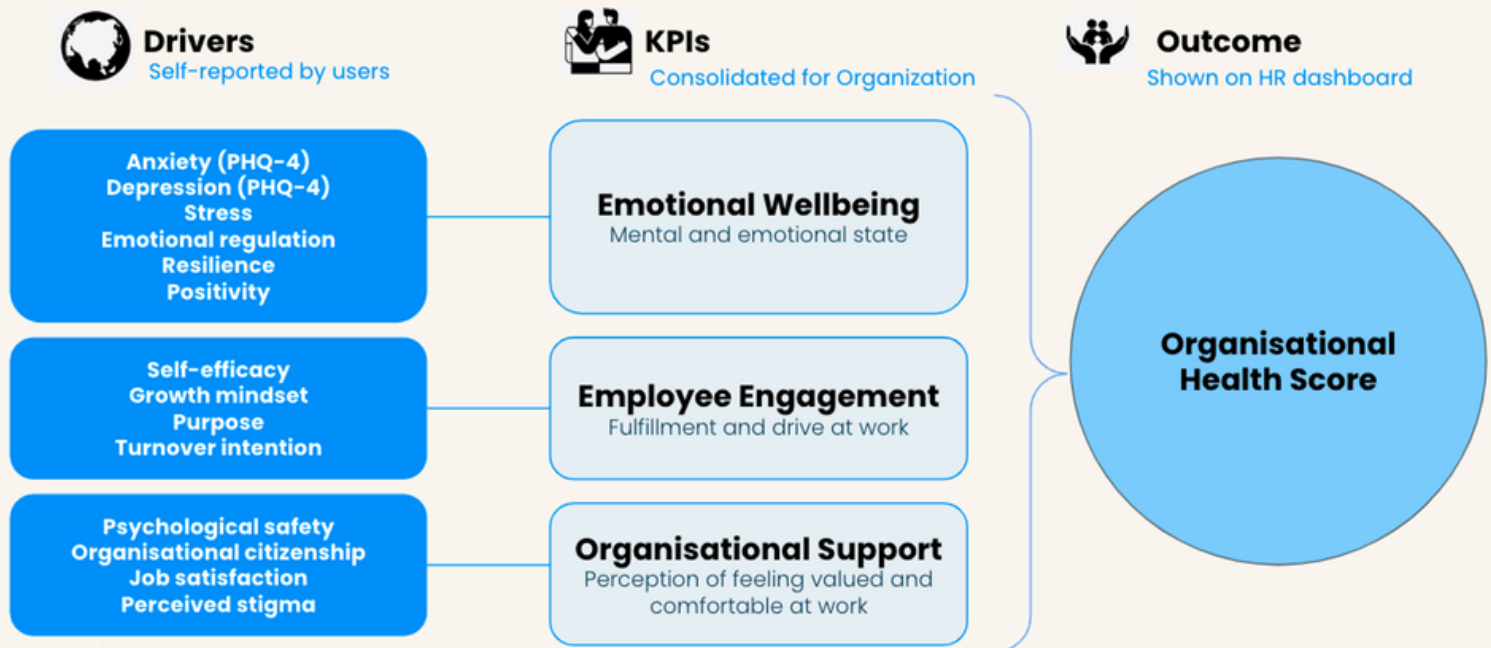 Drivers
Self-reported by users
KPIs
Consolidated for Organization
Outcome
Shown on HR dashboard
Anxiety (PHQ-4)
Depression (PHQ-4)
Stress
Emotional regulation
Resilience
Positivity
Emotional Wellbeing
Mental and emotional state
Self-efficacy
Growth mindset
Purpose
Turnover intention
Employee Engagement
Fulfillment and drive at work
Psychological safety
Organisational citizenship
Job satisfaction
Perceived stigma
Organisational Support
Perception of feeling valued and
comfortable at work
Organisational
Health Score